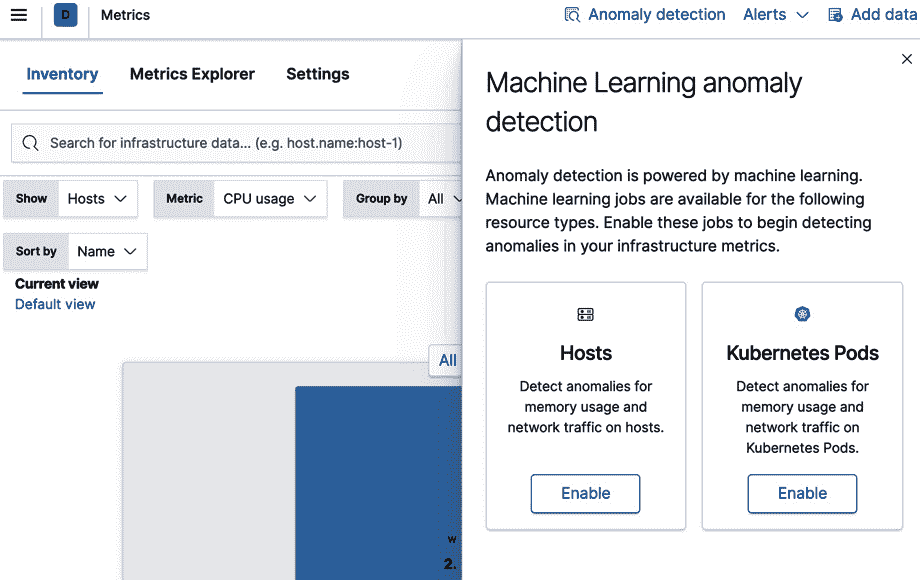 D
Metrics
Anomaly detection
Alerts
Add data
Inventory
Metrics Explorer
Settings
Search for infrastructure data... (e.g. host.name:host-1)
Show
Hosts
Metric
CPU usage
Group by
All
Sort by
Name
Current view
Default view
All
w
2.
Machine Learning anomaly
detection
Anomaly detection is powered by machine learning.
Machine learning jobs are available for the following
resource types. Enable these jobs to begin detecting
anomalies in your infrastructure metrics.
Hosts
Detect anomalies for
memory usage and
network traffic on hosts.
Enable
Kubernetes Pods
Detect anomalies for
memory usage and
network traffic on
Kubernetes Pods.
Enable